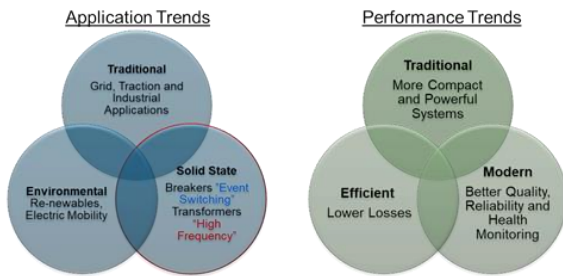 Application Trends
Traditional
Grid, Traction and
Industrial
Applications
Environmental
Re-newables,
Electric Mobility
Solid State
Breakers "Event
Switching"
Transformers
"High
Frequency"
Performance Trends
Traditional
More Compact
and Powerful
Systems
Efficient
Lower Losses
Modern
Better Quality,
Reliability and
Health
Monitoring